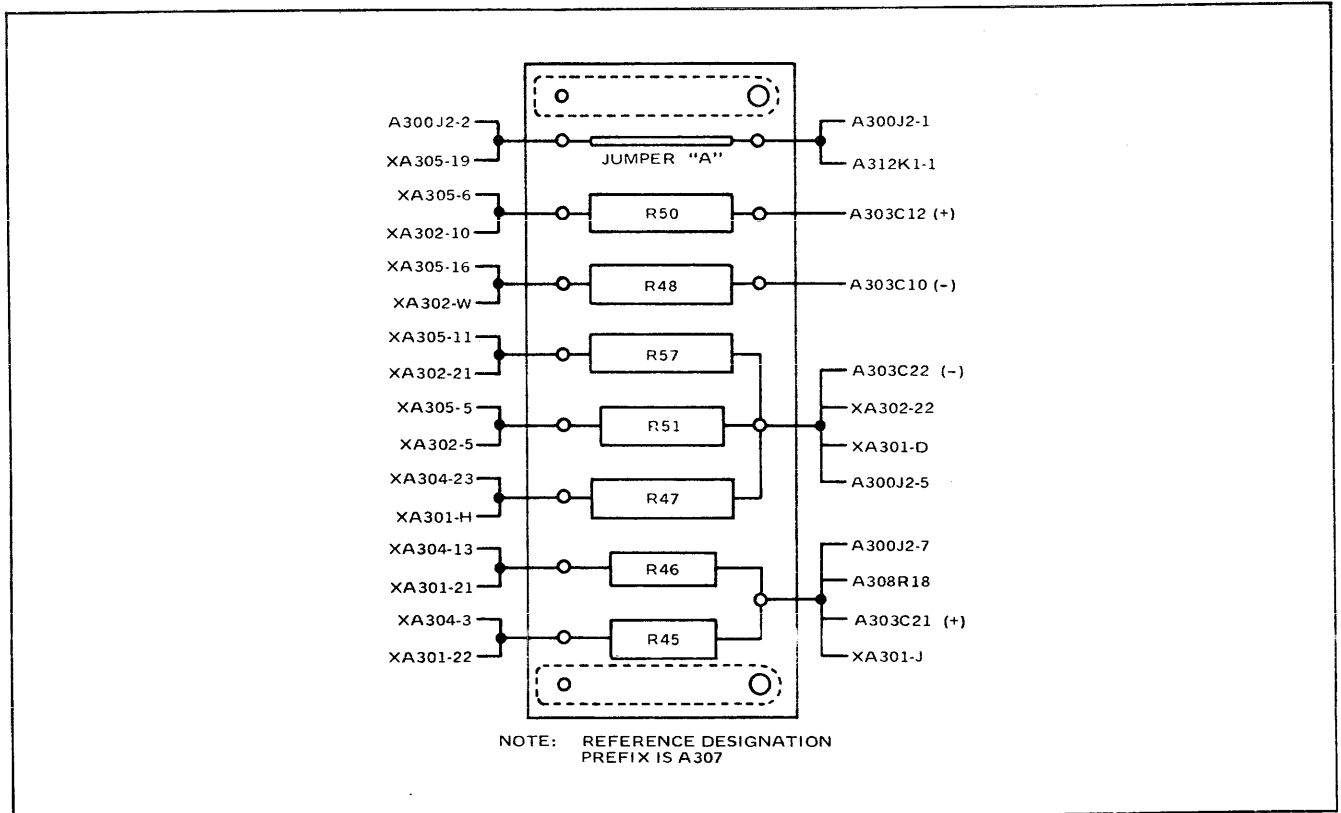 A300J2-2
XA305-19
JUMPER "A"
A300J2-1
A312K1-1
XA305-6
XA302-10
R50
A303C12 (+)
XA305-16
XA302-W
R48
A303C10 (-)
XA305-11
XA302-21
R57
XA305-5
XA302-5
R51
XA304-23
XA301-H
R47
A303C22 (-)
XA302-22
XA301-D
A300J2-5
XA304-13
XA301-21
R46
XA304-3
XA301-22
R45
A300J2-7
A308R18
A303C21 (+)
XA301-J
NOTE: REFERENCE DESIGNATION
PREFIX IS A307